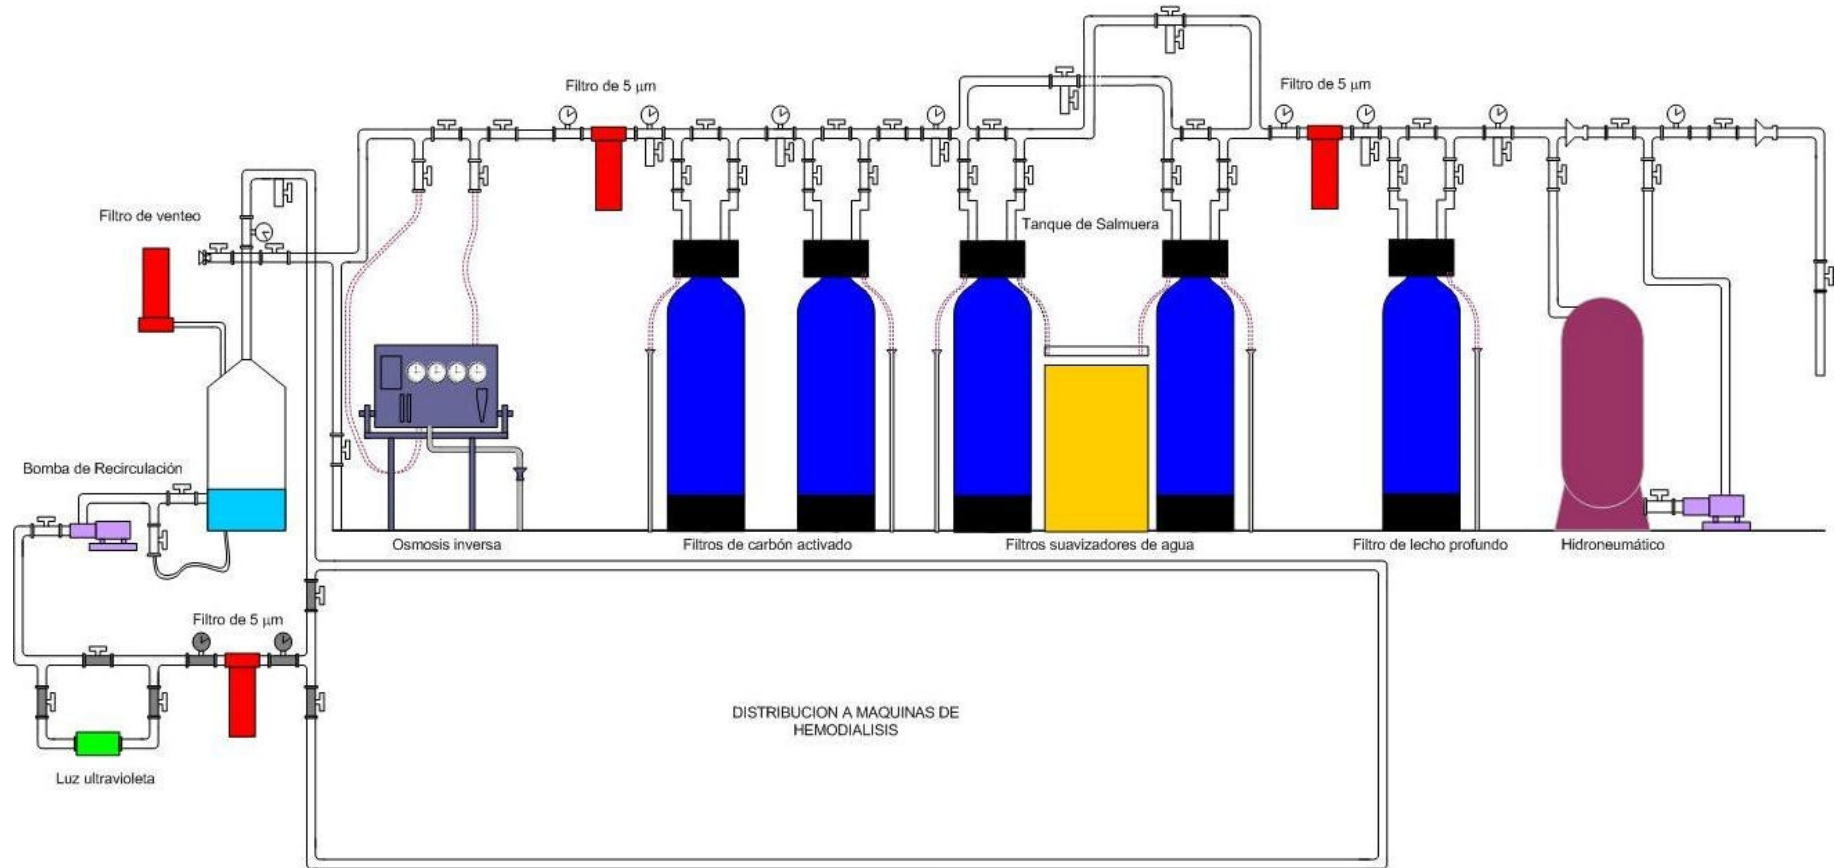 Filtro de 5 μm
Filtro de 5 μm
Filtro de venteo
Tanque de Salmuera
Bomba de Recirculación
Osmosis inversa
Filtros de carbón activado
Filtros suavizadores de agua
Filtro de lecho profundo
Hidroneumático
Filtro de 5 μm
DISTRIBUCION A MAQUINAS DE
HEMODIALISIS
Luz ultravioleta